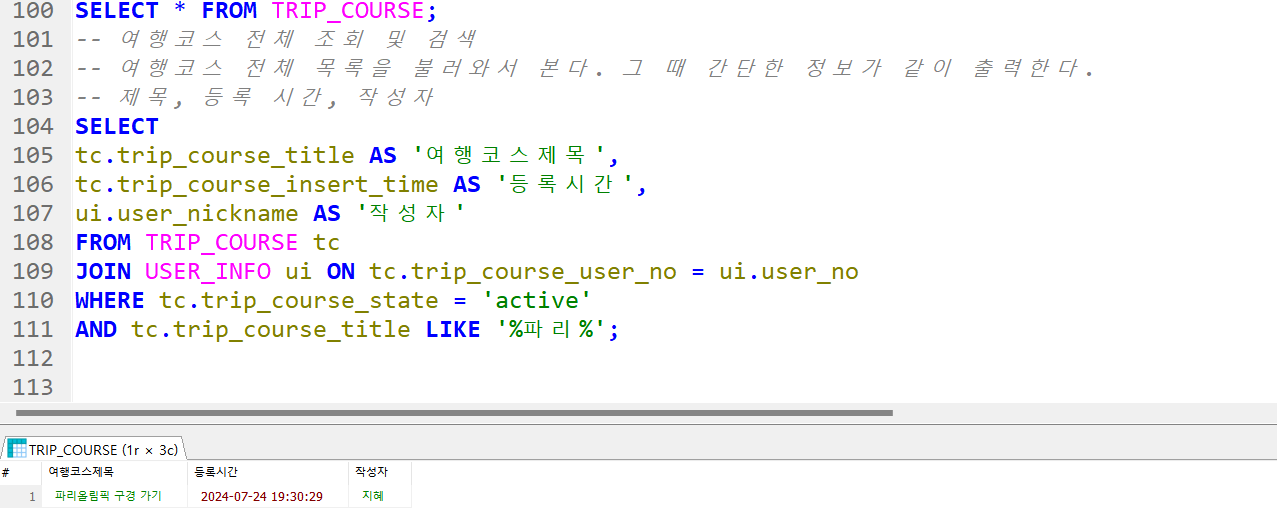 100 SELECT * FROM TRIP_COURSE;
101 -- 여행코스 전체 조회 및 검색
102 -- 여행코스 전체 목록을 불러와서 본다. 그 때 간단한 정보가 같이 출력한다.
103 -- 제목, 등록 시간, 작성자
104 SELECT
105 tc.trip_course_title AS '여행코스제목',
106 tc.trip_course_insert_time AS '등록시간',
107 ui.user_nickname AS '작성자'
108 FROM TRIP_COURSE tc
109 JOIN USER_INFO ui ON tc.trip_course_user_no = ui.user_no
110 WHERE tc.trip_course_state = 'active'
111 AND tc.trip_course_title LIKE '%파리%';
112
113
TRIP_COURSE (1r × 3c)
# 여행코스제목 등록시간 작성자
1 파리올림픽 구경 가기 2024-07-24 19:30:29 지혜